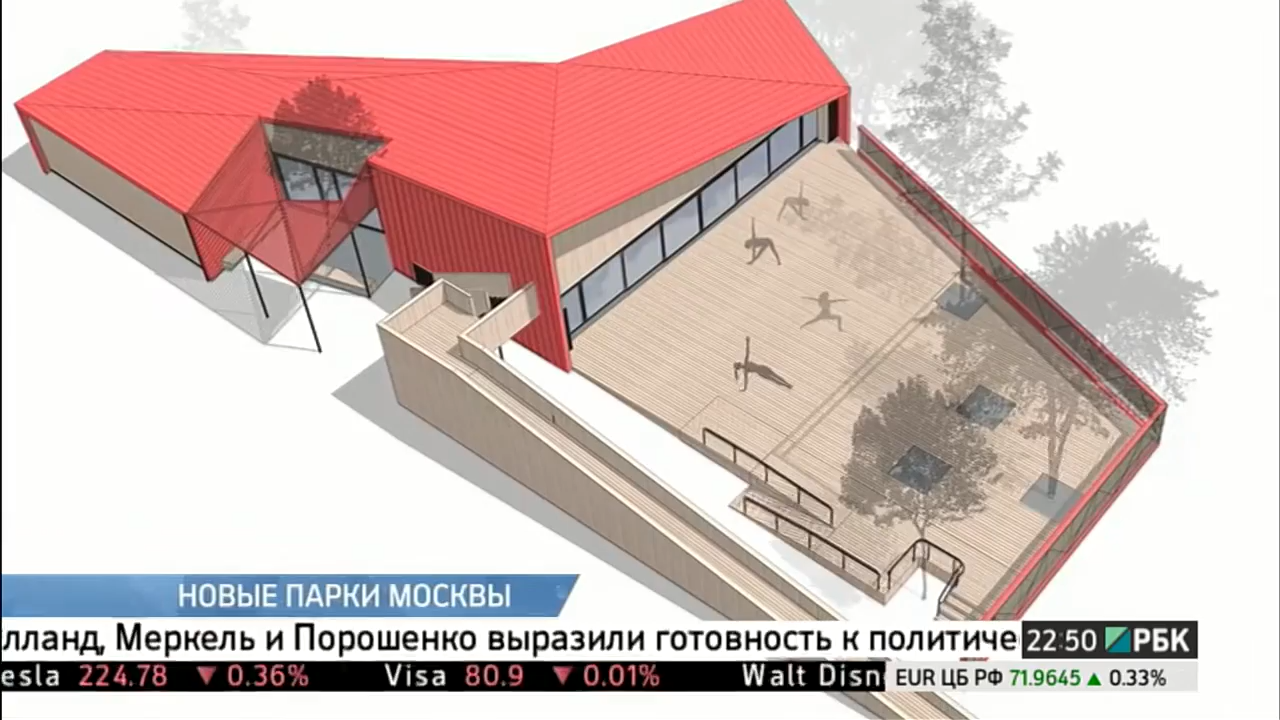 НОВЫЕ ПАРКИ МОСКВЫ
лланд, Меркель и Порошенко выразили готовность к политиче
22:50 РБК
esla 224.78 ▼ 0.36% Visa 80.9 ▼ 0.01% Walt Disn
EUR ЦБ РФ 71.9645 ▲ 0.33%